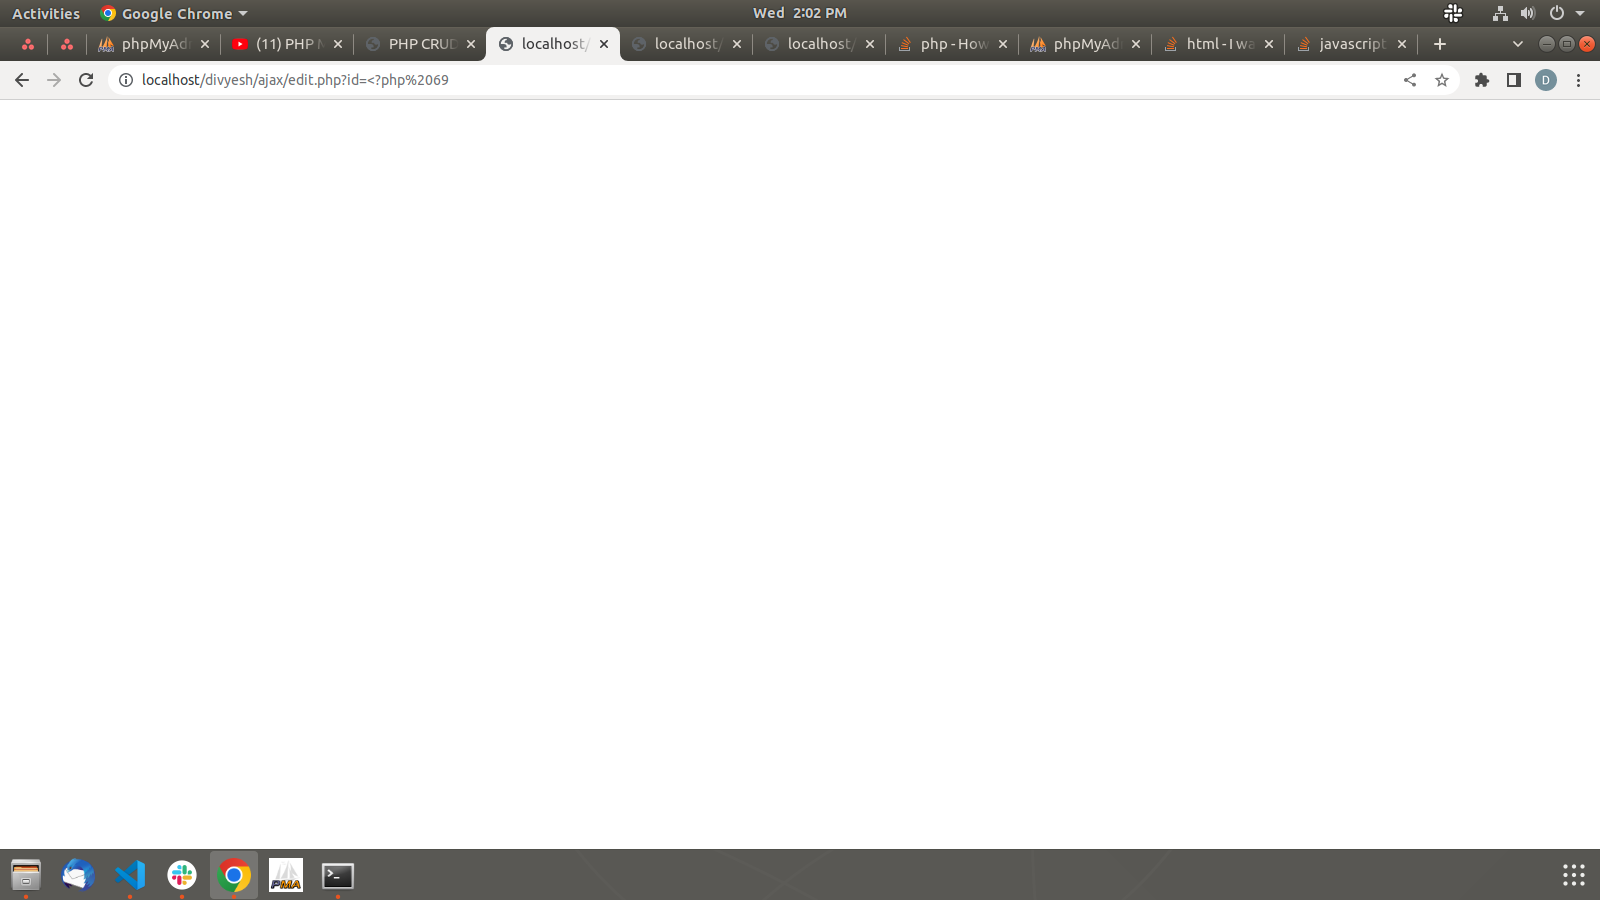 Activities
Google Chrome
Wed 2:02 PM
phpMyAd
(11) PHP M
PHP CRUD
localhost/
localhost/
localhost/
php - How
phpMyAd
html - I wa
javascript
localhost/divyesh/ajax/edit.php?id=<?php%2069
D
PMA